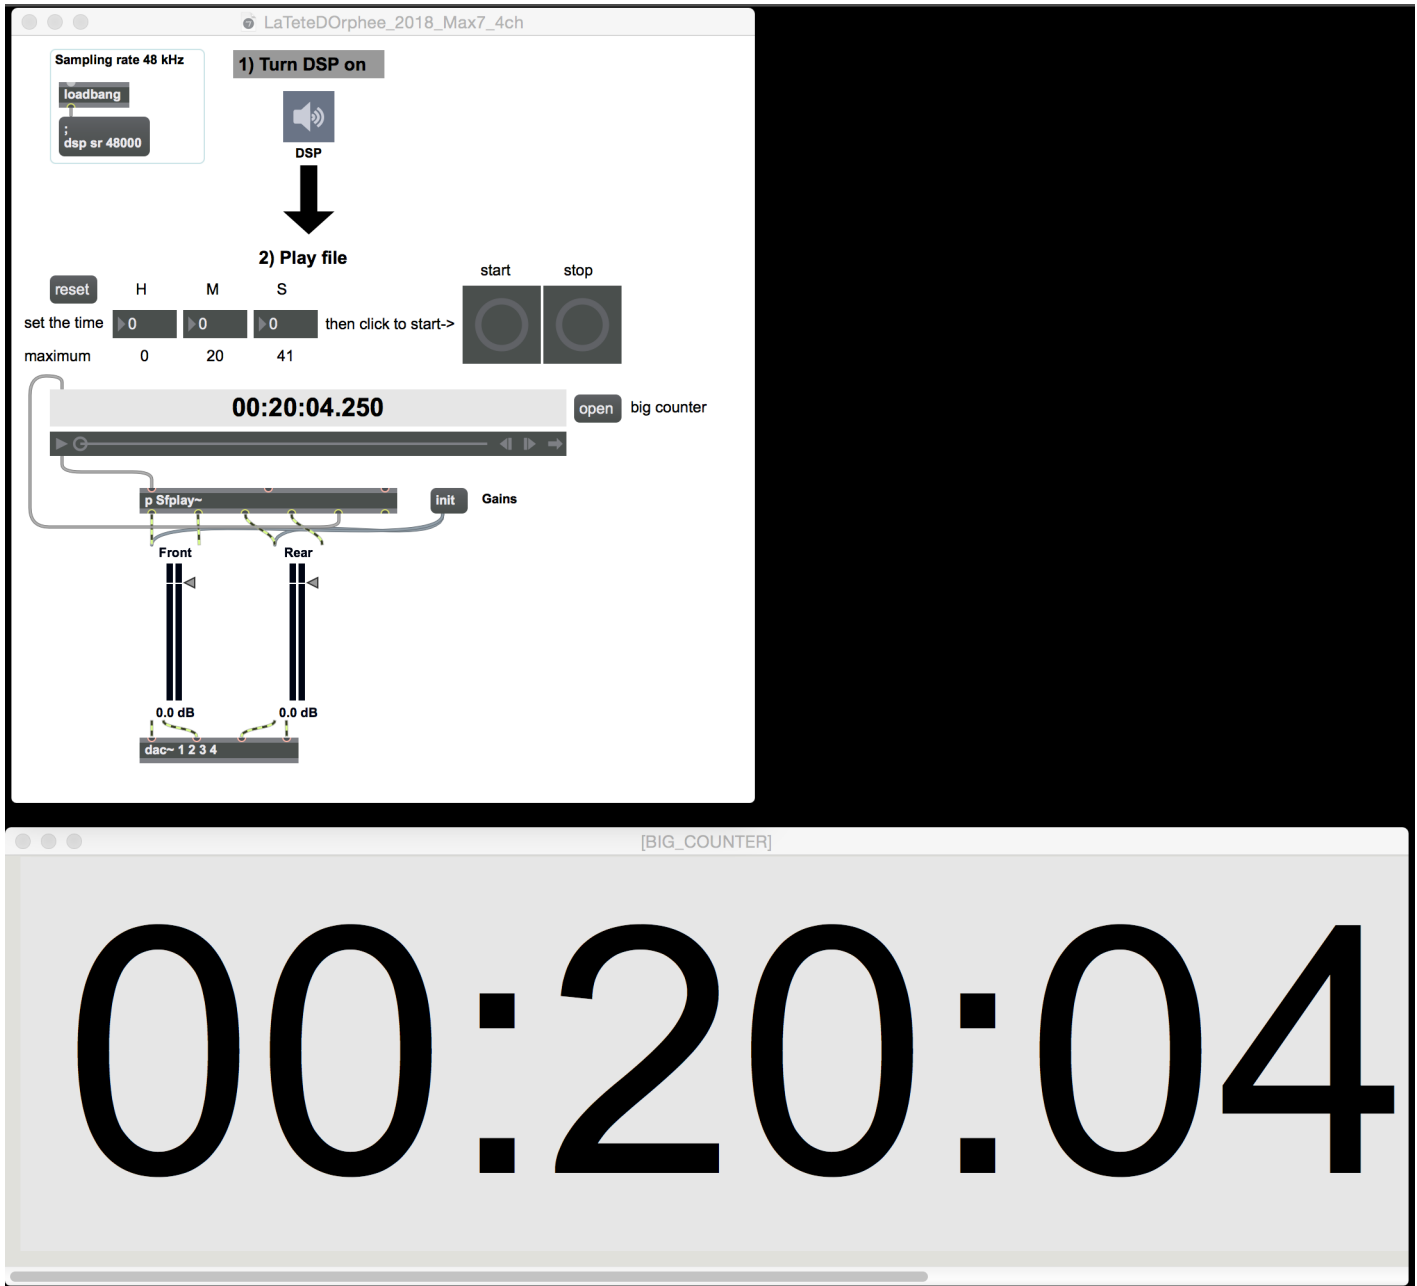 LaTeteDOrphee_2018_Max7_4ch
Sampling rate 48 kHz
loadbang
;
dsp sr 48000
1) Turn DSP on
DSP
2) Play file
start stop
reset H M S
set the time 0 0 0 then click to start->
maximum 0 20 41
00:20:04.250
open big counter
p Sfplay~
init Gains
Front Rear
0.0 dB 0.0 dB
dac~ 1 2 3 4
[BIG_COUNTER]
00:20:04